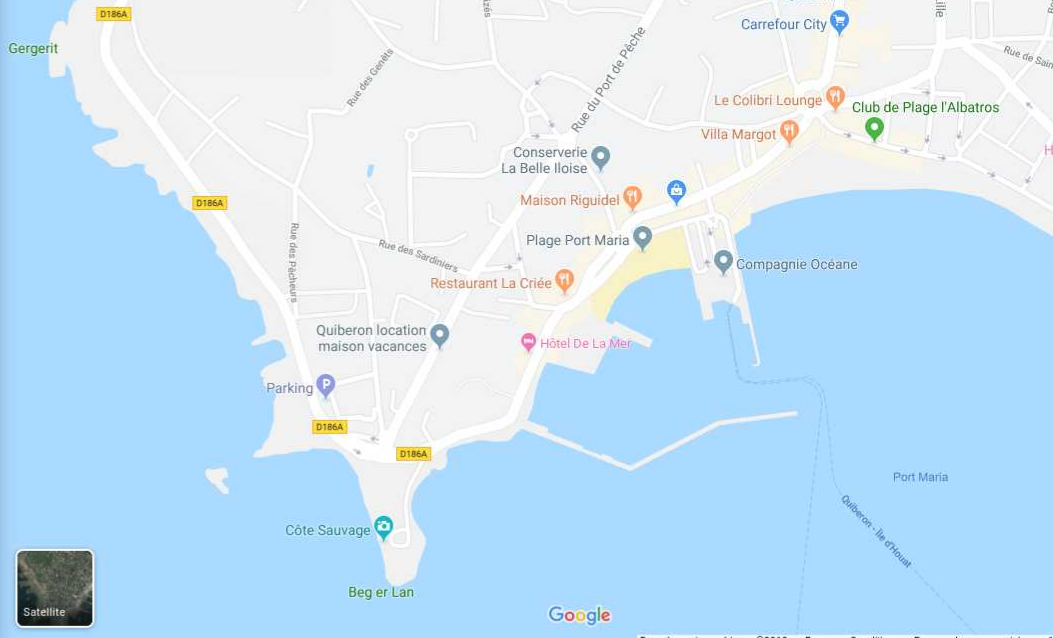 D186A
Gergerit
Carrefour City
Rue des Genêts
Rue du Port de Pêche
Rue de Sain
Le Colibri Lounge
Club de Plage l'Albatros
Villa Margot
Conserverie
La Belle Iloise
Maison Riguidel
D186A
Plage Port Maria
Rue des Pêcheurs
Rue des Sardiniers
Compagnie Océane
Restaurant La Criée
Quiberon location
maison vacances
Hôtel De La Mer
Parking
P
D186A
D186A
Port Maria
Quiberon - Île d'Houat
Côte Sauvage
Beg er Lan
Satellite
Google